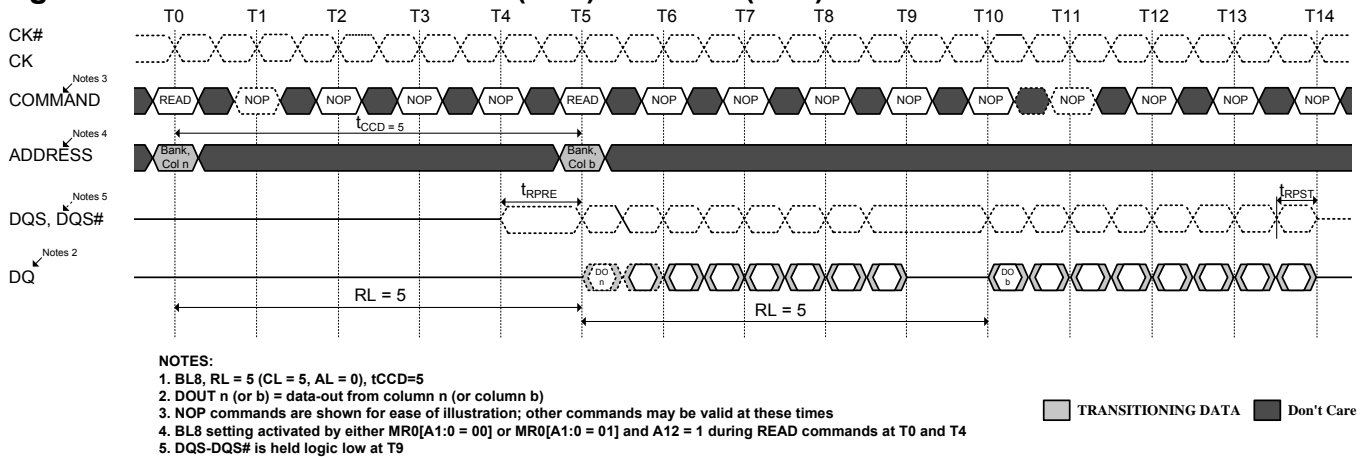 T0 T1 T2 T3 T4 T5 T6 T7 T8 T9 T10 T11 T12 T13 T14
CK#
CK
Notes 3
COMMAND READ NOP NOP NOP NOP READ NOP NOP NOP NOP NOP NOP NOP NOP NOP
tCCD = 5
Notes 4
ADDRESS
Bank, Bank,
Col n Col b
tRPRE tRPST
Notes 5
DQS, DQS#
Notes 2
DQ
DO DO
n b
RL = 5
RL = 5
NOTES:
1. BL8, RL = 5 (CL = 5, AL = 0), tCCD=5
2. DOUT n (or b) = data-out from column n (or column b)
3. NOP commands are shown for ease of illustration; other commands may be valid at these times
4. BL8 setting activated by either MR0[A1:0 = 00] or MR0[A1:0 = 01] and A12 = 1 during READ commands at T0 and T4
5. DQS-DQS# is held logic low at T9
TRANSITIONING DATA Don't Care